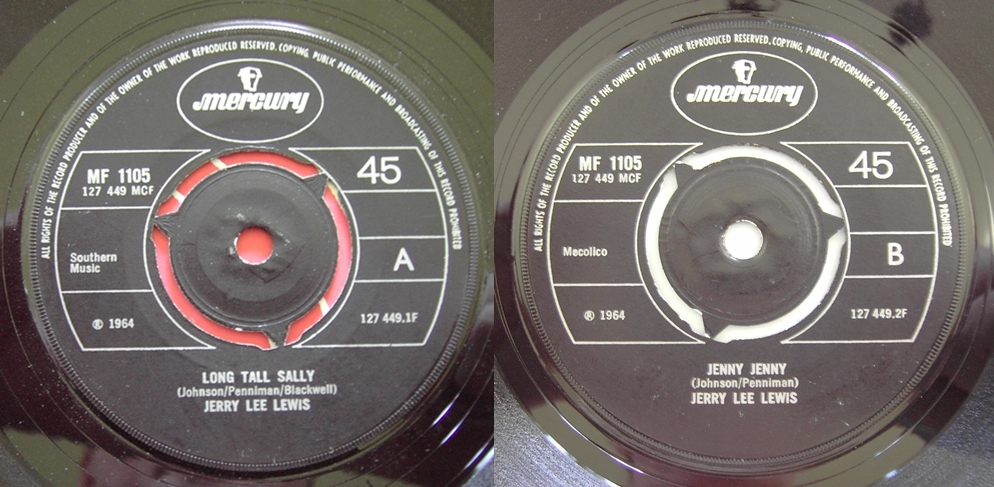 ALL RIGHTS OF THE RECORD PRODUCER AND OF THE OWNER OF THE WORK REPRODUCED RESERVED. COPYING, PUBLIC PERFORMANCE AND BROADCASTING OF THIS RECORD PROHIBITED
mercury
MF 1105
127 449 MCF
45
Southern
Music
A
℗ 1964
127 449.1F
LONG TALL SALLY
(Johnson/Penniman/Blackwell)
JERRY LEE LEWIS
ALL RIGHTS OF THE RECORD PRODUCER AND OF THE OWNER OF THE WORK REPRODUCED RESERVED. COPYING, PUBLIC PERFORMANCE AND BROADCASTING OF THIS RECORD PROHIBITED
mercury
MF 1105
127 449 MCF
45
Mecolico
B
℗ 1964
127 449.2F
JENNY JENNY
(Johnson/Penniman)
JERRY LEE LEWIS